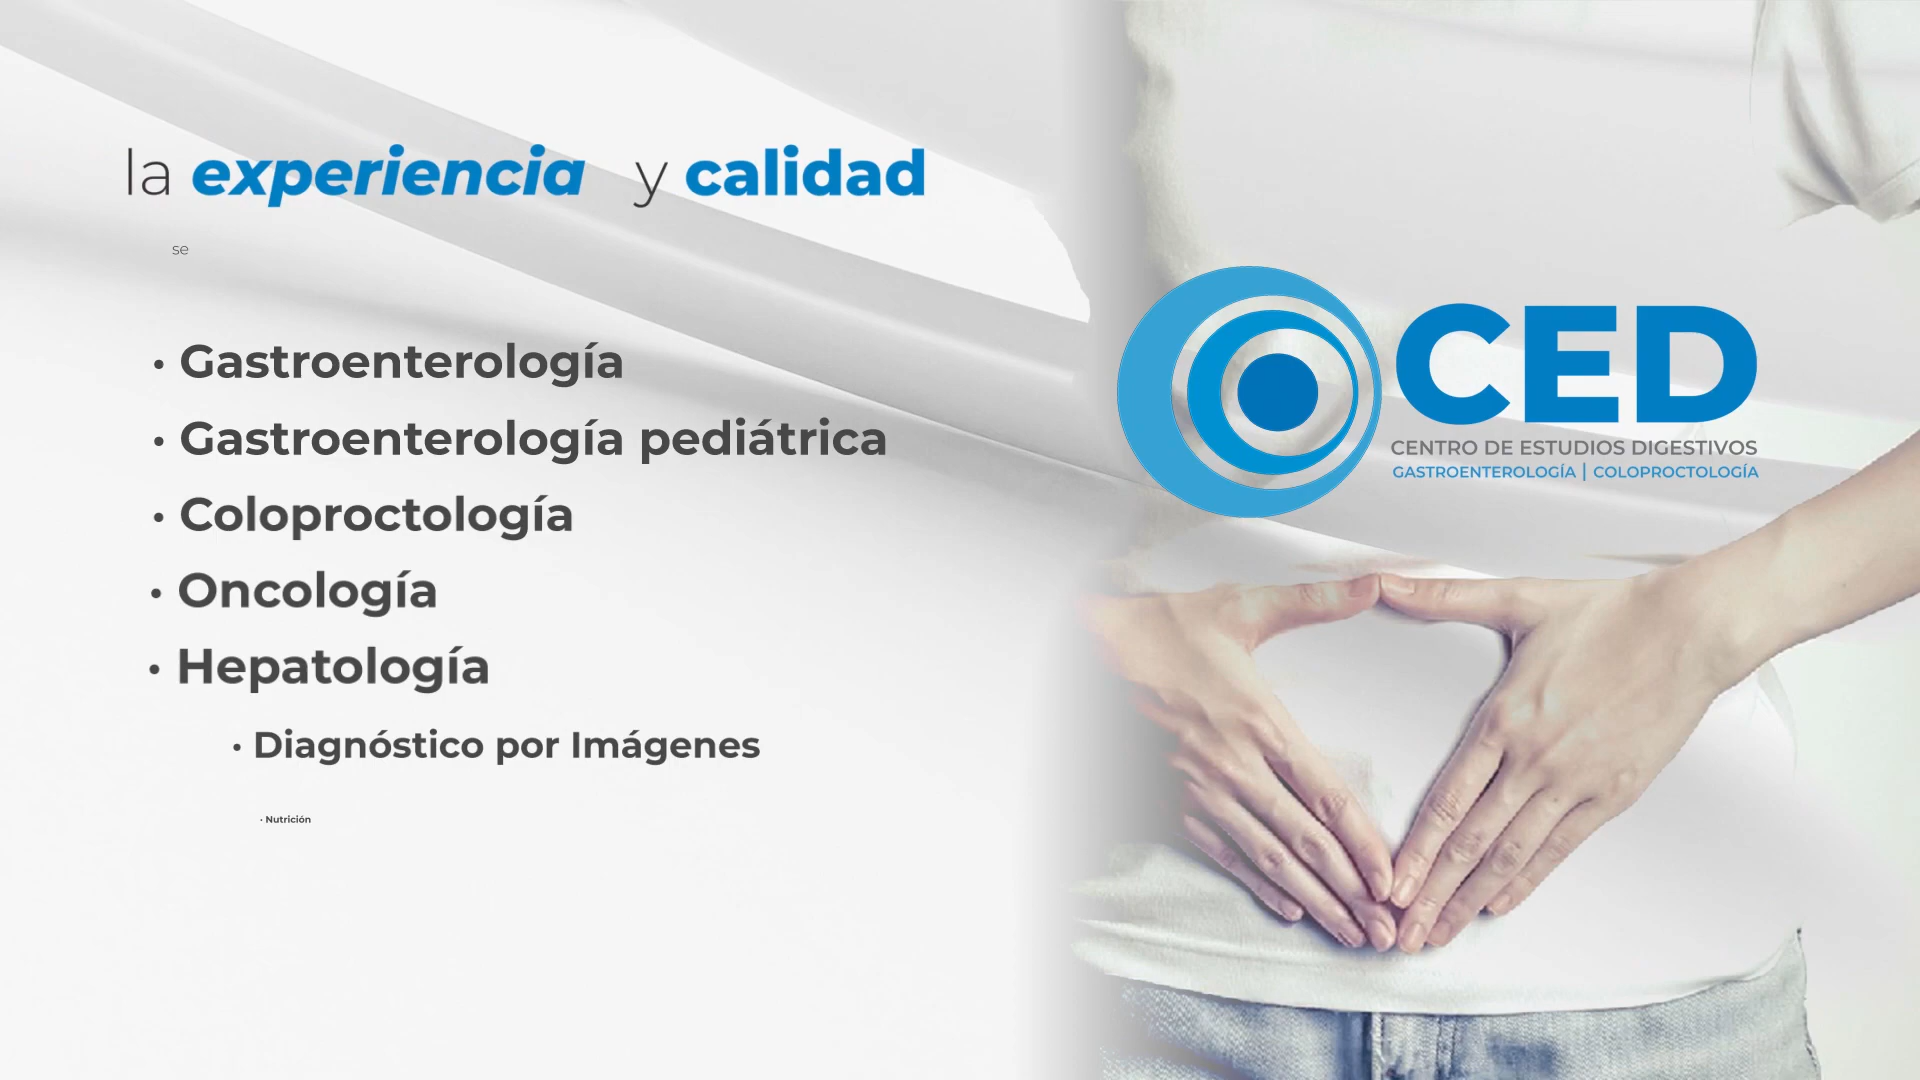 la experiencia y calidad
se
• Gastroenterología
• Gastroenterología pediátrica
• Coloproctología
• Oncología
• Hepatología
• Diagnóstico por Imágenes
• Nutrición
CED
CENTRO DE ESTUDIOS DIGESTIVOS
GASTROENTEROLOGÍA | COLOPROCTOLOGÍA